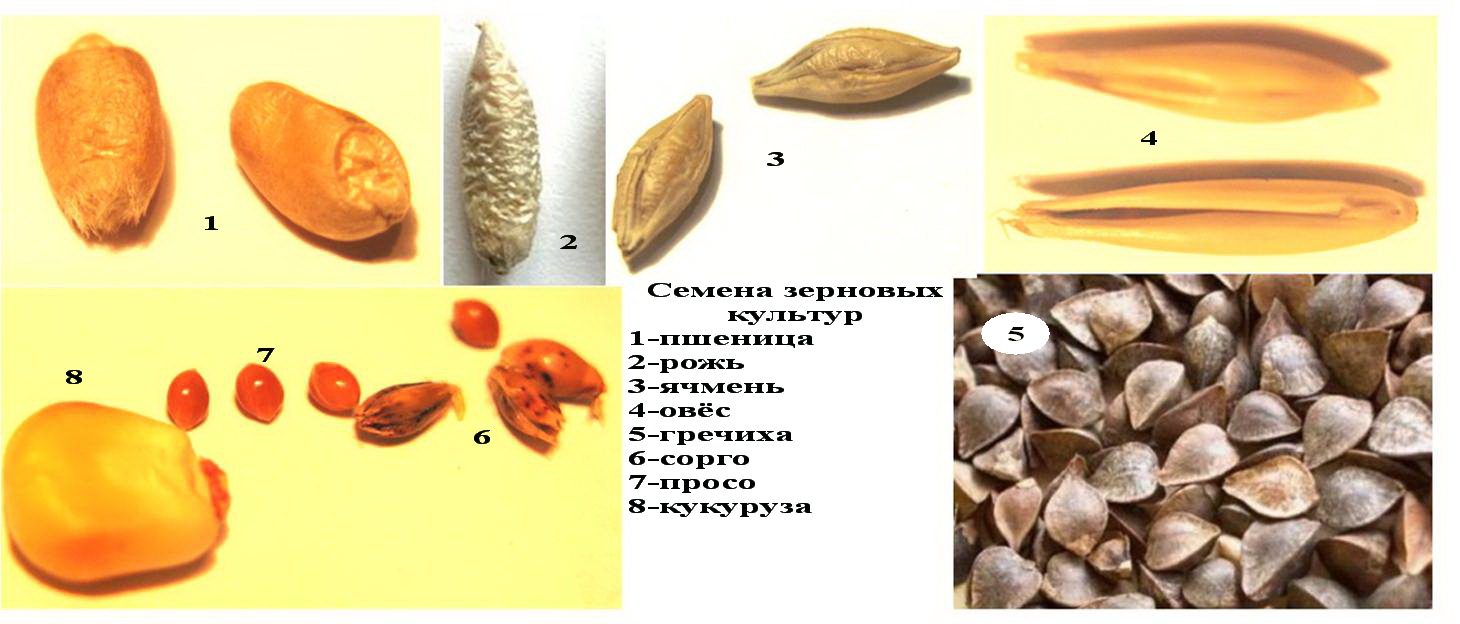 1
2
3
4
Семена зерновых
культур
1-пшеница
2-рожь
3-ячмень
4-овёс
5-гречиха
6-сорго
7-просо
8-кукуруза
5
7
8
6